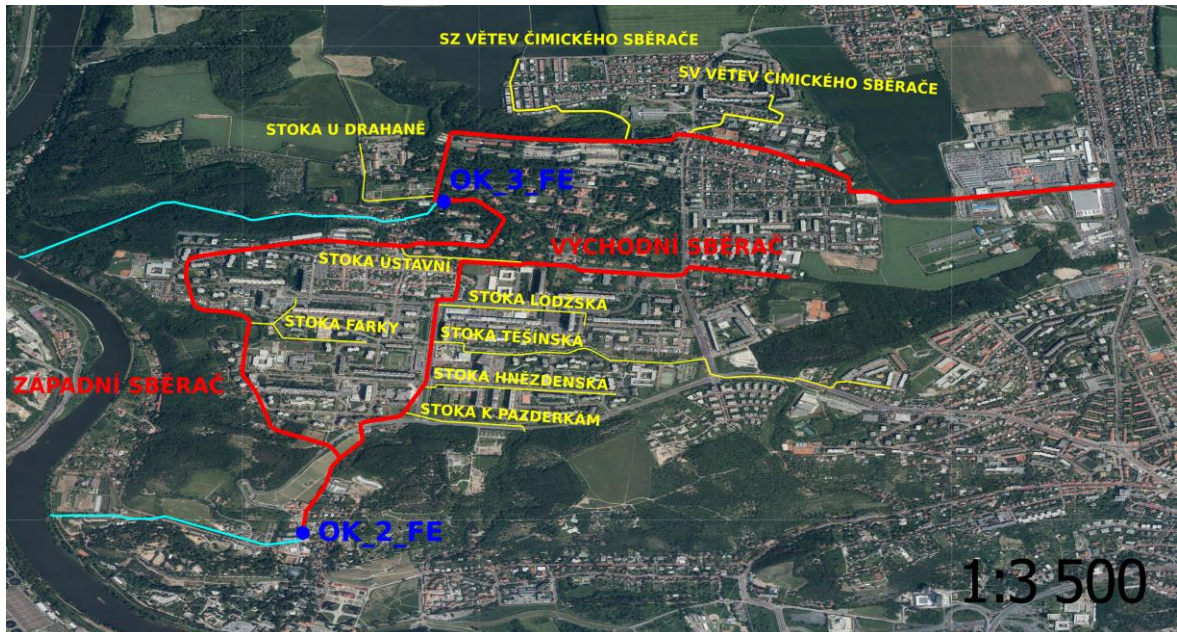 SZ VĚTEV ČIMICKÉHO SBĚRAČE
SV VĚTEV ČIMICKÉHO SBĚRAČE
STOKA U DRAHANĚ
OK_3_FE
VÝCHODNÍ SBĚRAČ
STOKA ÚSTAVNÍ
STOKA LODŽSKÁ
STOKA FARKY
STOKA TĚŠÍNSKÁ
ZÁPADNÍ SBĚRAČ
STOKA HNĚZDENSKÁ
STOKA K PAZDERKÁM
OK_2_FE
1:3 500